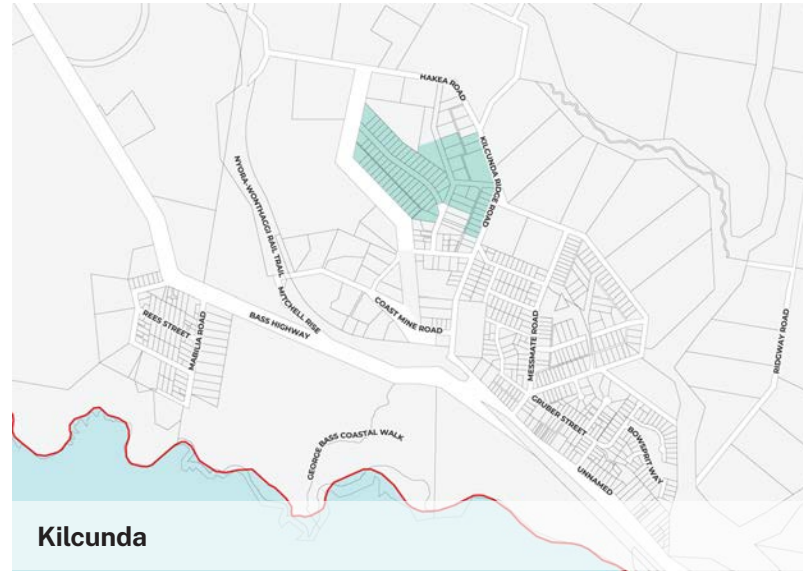 HAKEA ROAD
KILCUNDA RIDGE ROAD
NYORA-WONTHAGGI RAIL TRAIL
MITCHELL RISE
COAST MINE ROAD
BASS HIGHWAY
REES STREET
MABILIA ROAD
MESSMATE ROAD
RIDGWAY ROAD
GRUBER STREET
BOWSPRIT WAY
UNNAMED
GEORGE BASS COASTAL WALK
Kilcunda